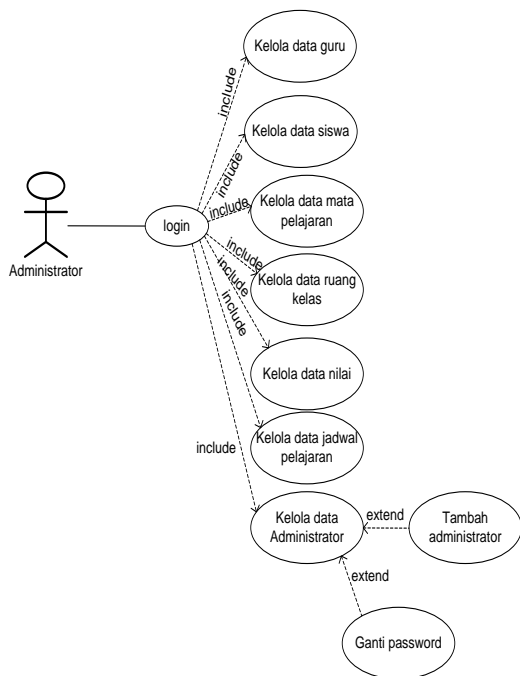 Kelola data guru
include
Kelola data siswa
include
Kelola data mata
pelajaran
include
login
Administrator
include
Kelola data ruang
kelas
include
include
Kelola data nilai
Kelola data jadwal
pelajaran
include
Kelola data
Administrator
extend
Tambah
administrator
extend
Ganti password